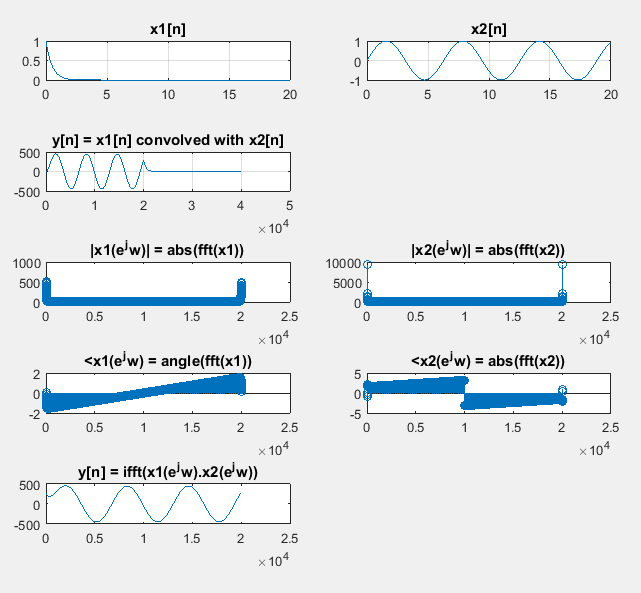 x1[n]
x2[n]
1
0.5
0
0 5 10 15 20
1
0
-1
0 5 10 15 20
y[n] = x1[n] convolved with x2[n]
500
0
-500
0 1 2 3 4 5
×10^4
|x1(e^jw)| = abs(fft(x1))
|x2(e^jw)| = abs(fft(x2))
1000
500
0
0 0.5 1 1.5 2 2.5
×10^4
10000
5000
0
0 0.5 1 1.5 2 2.5
×10^4
<x1(e^jw) = angle(fft(x1))
<x2(e^jw) = abs(fft(x2))
2
0
-2
0 0.5 1 1.5 2 2.5
×10^4
5
0
-5
0 0.5 1 1.5 2 2.5
×10^4
y[n] = ifft(x1(e^jw).x2(e^jw))
500
0
-500
0 0.5 1 1.5 2 2.5
×10^4